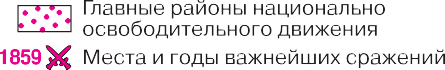 Главные районы национально
освободительного движения
1859 Места и годы важнейших сражений